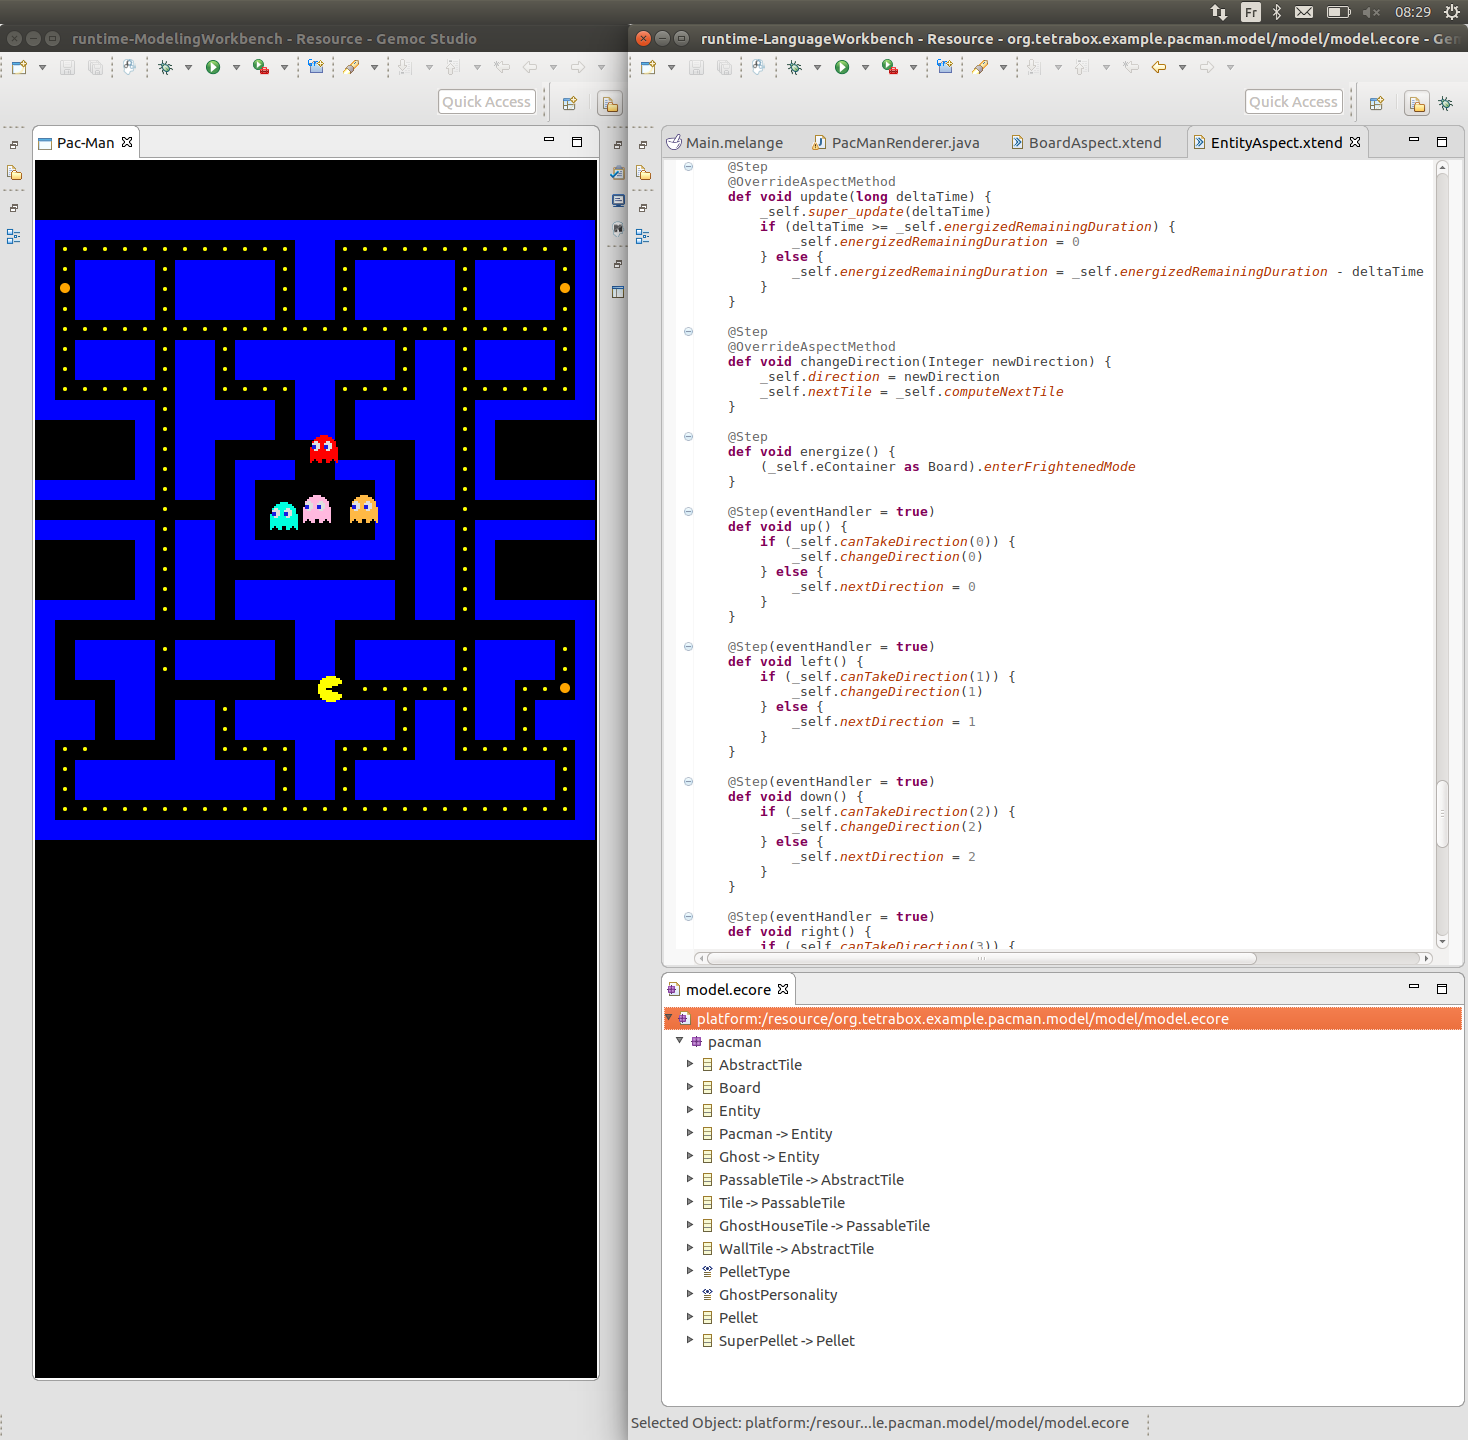 Fr
08:29
runtime-ModelingWorkbench - Resource - Gemoc Studio
Quick Access
Pac-Man
runtime-LanguageWorkbench - Resource - org.tetrabox.example.pacman.model/model/model.ecore - Gem
Quick Access
Main.melange
PacManRenderer.java
BoardAspect.xtend
EntityAspect.xtend
@Step
@OverrideAspectMethod
def void update(long deltaTime) {
_self.super_update(deltaTime)
if (deltaTime >= _self.energizedRemainingDuration) {
_self.energizedRemainingDuration = 0
} else {
_self.energizedRemainingDuration = _self.energizedRemainingDuration - deltaTime
}
}
@Step
@OverrideAspectMethod
def void changeDirection(Integer newDirection) {
_self.direction = newDirection
_self.nextTile = _self.computeNextTile
}
@Step
def void energize() {
(_self.eContainer as Board).enterFrightenedMode
}
@Step(eventHandler = true)
def void up() {
if (_self.canTakeDirection(0)) {
_self.changeDirection(0)
} else {
_self.nextDirection = 0
}
}
@Step(eventHandler = true)
def void left() {
if (_self.canTakeDirection(1)) {
_self.changeDirection(1)
} else {
_self.nextDirection = 1
}
}
@Step(eventHandler = true)
def void down() {
if (_self.canTakeDirection(2)) {
_self.changeDirection(2)
} else {
_self.nextDirection = 2
}
}
@Step(eventHandler = true)
def void right() {
if (_self.canTakeDirection(3)) {
model.ecore
platform:/resource/org.tetrabox.example.pacman.model/model/model.ecore
pacman
AbstractTile
Board
Entity
Pacman -> Entity
Ghost -> Entity
PassableTile -> AbstractTile
Tile -> PassableTile
GhostHouseTile -> PassableTile
WallTile -> AbstractTile
PelletType
GhostPersonality
Pellet
SuperPellet -> Pellet
Selected Object: platform:/resour...le.pacman.model/model/model.ecore